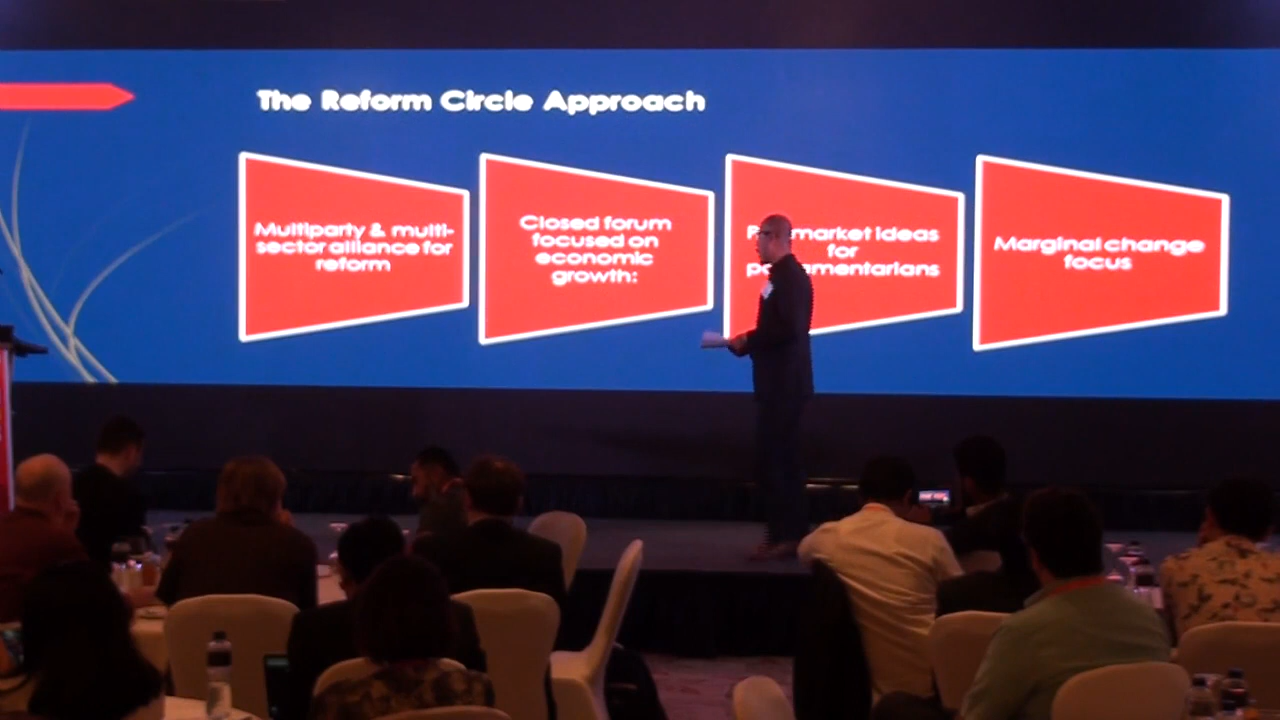 The Reform Circle Approach
Multiparty & multi-
sector alliance for
reform
Closed forum
focused on
economic
growth:
market ideas
for
Marginal change
focus